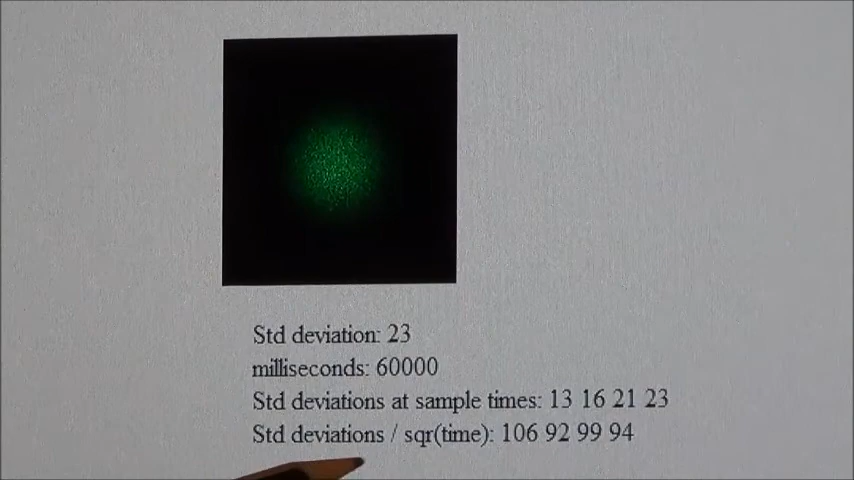 Std deviation: 23
milliseconds: 60000
Std deviations at sample times: 13 16 21 23
Std deviations / sqr(time): 106 92 99 94